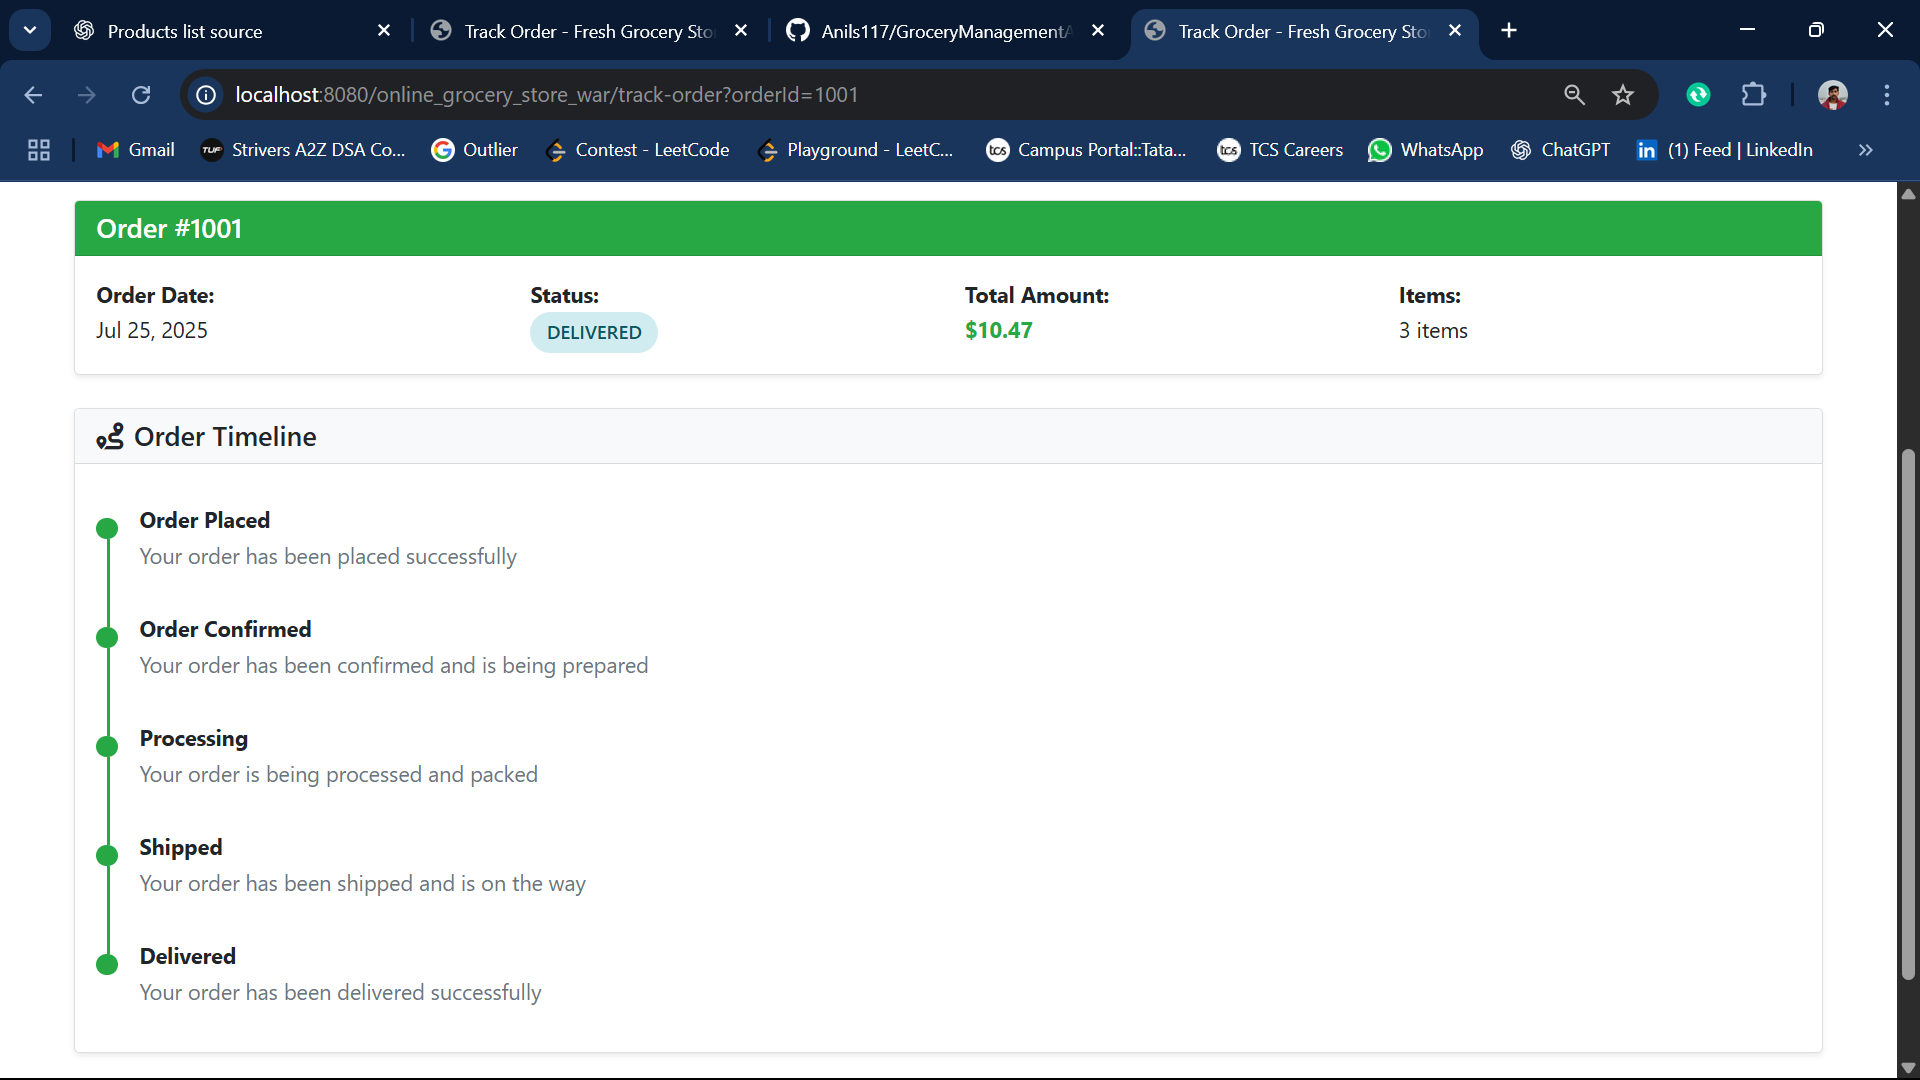 Products list source
Track Order - Fresh Grocery Sto
Anils117/GroceryManagementA
Track Order - Fresh Grocery Sto
localhost:8080/online_grocery_store_war/track-order?orderId=1001
Gmail
TUF
Strivers A2Z DSA Co...
Outlier
Contest - LeetCode
Playground - LeetC...
tcs
Campus Portal::Tata...
tcs
TCS Careers
WhatsApp
ChatGPT
in
(1) Feed | LinkedIn
Order #1001
Order Date: Status: Total Amount: Items:
Jul 25, 2025 DELIVERED $10.47 3 items
Order Timeline
Order Placed
Your order has been placed successfully
Order Confirmed
Your order has been confirmed and is being prepared
Processing
Your order is being processed and packed
Shipped
Your order has been shipped and is on the way
Delivered
Your order has been delivered successfully